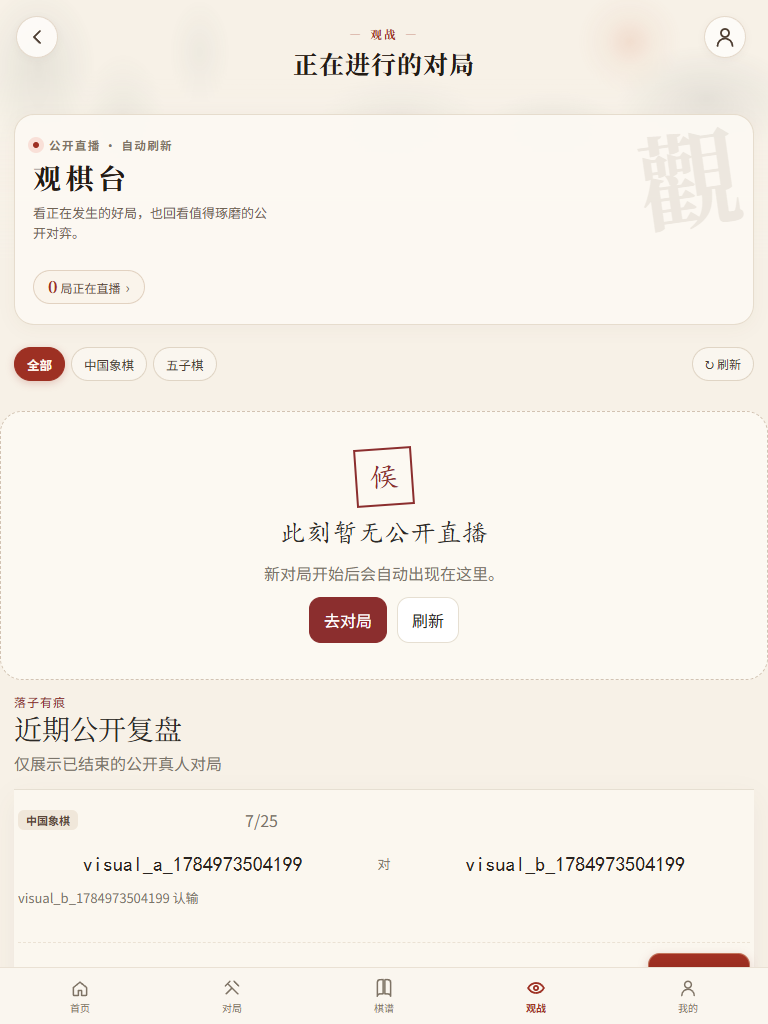 观战
正在进行的对局
公开直播 · 自动刷新
觀
观棋台
看正在发生的好局，也回看值得琢磨的公
开对弈。
0 局正在直播 ›
全部 中国象棋 五子棋 ↻ 刷新
候
此刻暂无公开直播
新对局开始后会自动出现在这里。
去对局 刷新
落子有痕
近期公开复盘
仅展示已结束的公开真人对局
中国象棋 7/25
visual_a_1784973504199 对 visual_b_1784973504199
visual_b_1784973504199 认输
首页 对局 棋谱 观战 我的